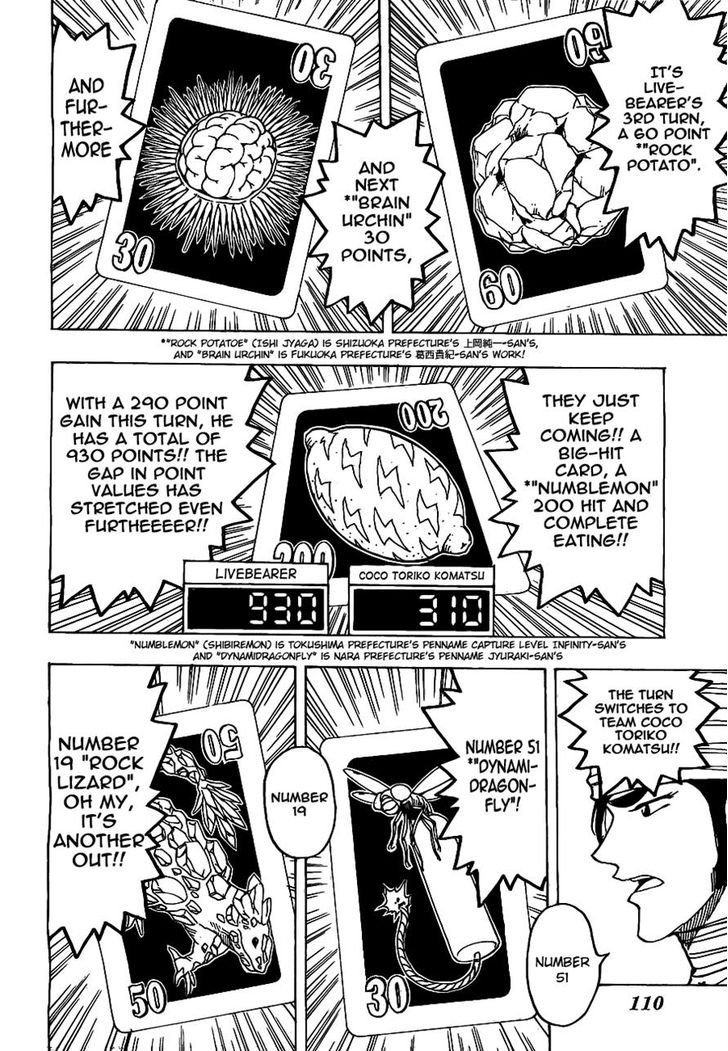 IT'S
LIVE-
BEARER'S
3RD TURN,
A 60 POINT
*"ROCK
POTATO".
60
60
AND
NEXT
*"BRAIN
URCHIN"
30
POINTS,
30
30
AND
FUR-
THER-
MORE
*"ROCK POTATOE" (ISHI JYAGA) IS SHIZUOKA PREFECTURE'S 上岡純一-SAN'S,
AND "BRAIN URCHIN" IS FUKUOKA PREFECTURE'S 葛西貴紀-SAN'S WORK!
THEY JUST
KEEP
COMING!! A
BIG-HIT
CARD, A
*"NUMBLEMON"
200 HIT AND
COMPLETE
EATING!!
200
200
WITH A 290 POINT
GAIN THIS TURN, HE
HAS A TOTAL OF
930 POINTS!! THE
GAP IN POINT
VALUES HAS
STRETCHED EVEN
FURTHEEEER!!
LIVEBEARER
930
COCO TORIKO KOMATSU
310
"NUMBLEMON" (SHIBIREMON) IS TOKUSHIMA PREFECTURE'S PENNAME CAPTURE LEVEL INFINITY-SAN'S
AND "DYNAMIDRAGONFLY" IS NARA PREFECTURE'S PENNAME JYURAKI-SAN'S
THE TURN
SWITCHES TO
TEAM COCO
TORIKO
KOMATSU!!
NUMBER
51
NUMBER 51
*"DYNAMI-
DRAGON-
FLY"!
30
NUMBER
19
NUMBER
19 "ROCK
LIZARD",
OH MY,
IT'S
ANOTHER
OUT!!
50
50
110